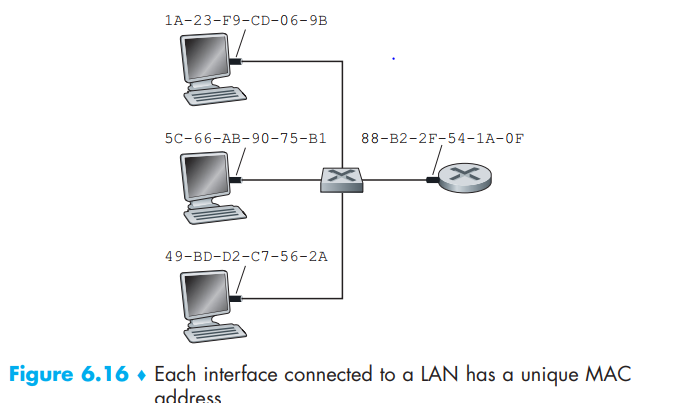 1A-23-F9-CD-06-9B
5C-66-AB-90-75-B1
88-B2-2F-54-1A-0F
49-BD-D2-C7-56-2A
Figure 6.16 ♦ Each interface connected to a LAN has a unique MAC
address